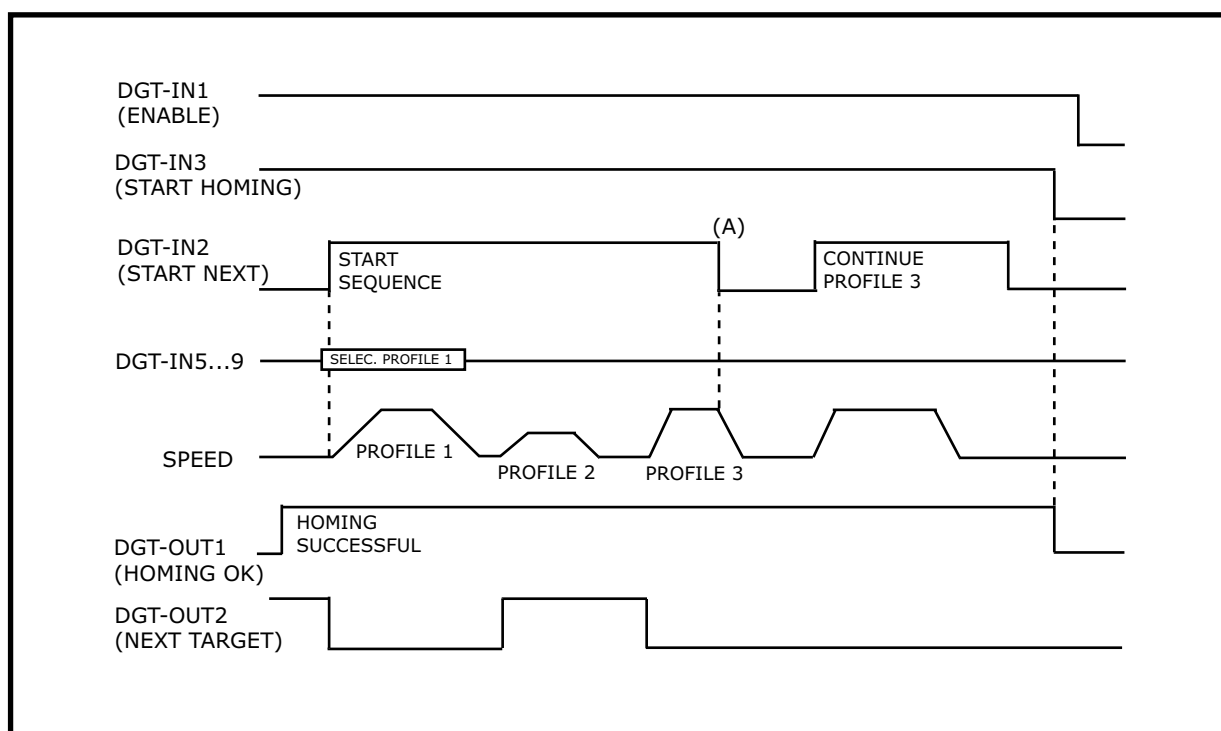 DGT-IN1
(ENABLE)
DGT-IN3
(START HOMING)
(A)
DGT-IN2
(START NEXT)
START
SEQUENCE
CONTINUE
PROFILE 3
DGT-IN5...9
SELEC. PROFILE 1
SPEED
PROFILE 1
PROFILE 2
PROFILE 3
HOMING
SUCCESSFUL
DGT-OUT1
(HOMING OK)
DGT-OUT2
(NEXT TARGET)